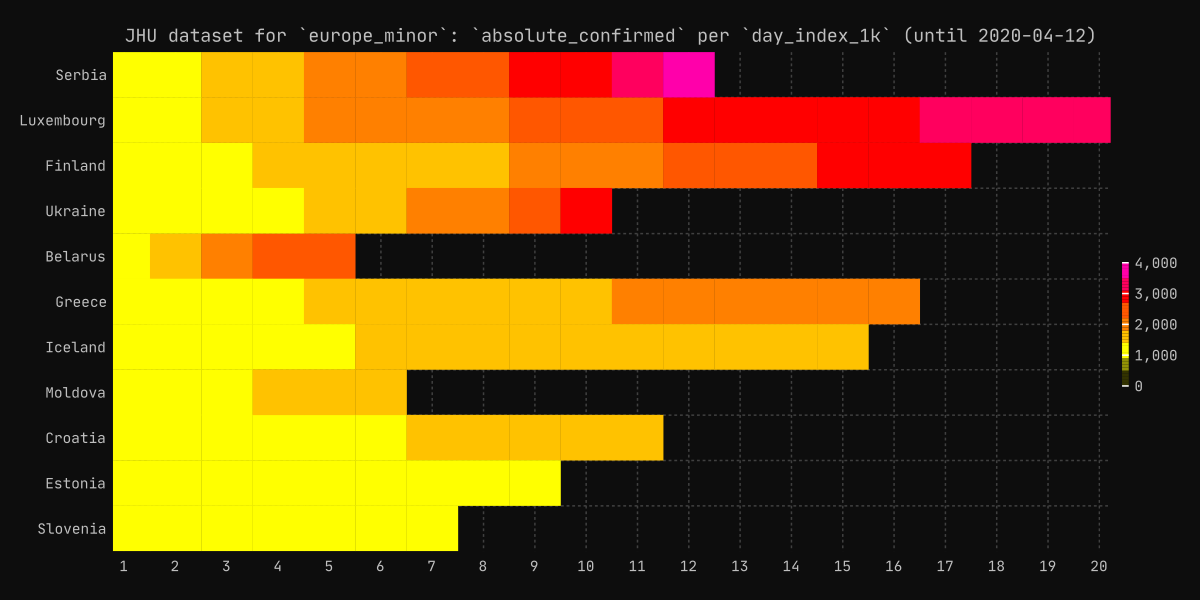 JHU dataset for `europe_minor`: `absolute_confirmed` per `day_index_1k` (until 2020-04-12)
Serbia
Luxembourg
Finland
Ukraine
Belarus
Greece
Iceland
Moldova
Croatia
Estonia
Slovenia
4,000
3,000
2,000
1,000
0
1 2 3 4 5 6 7 8 9 10 11 12 13 14 15 16 17 18 19 20